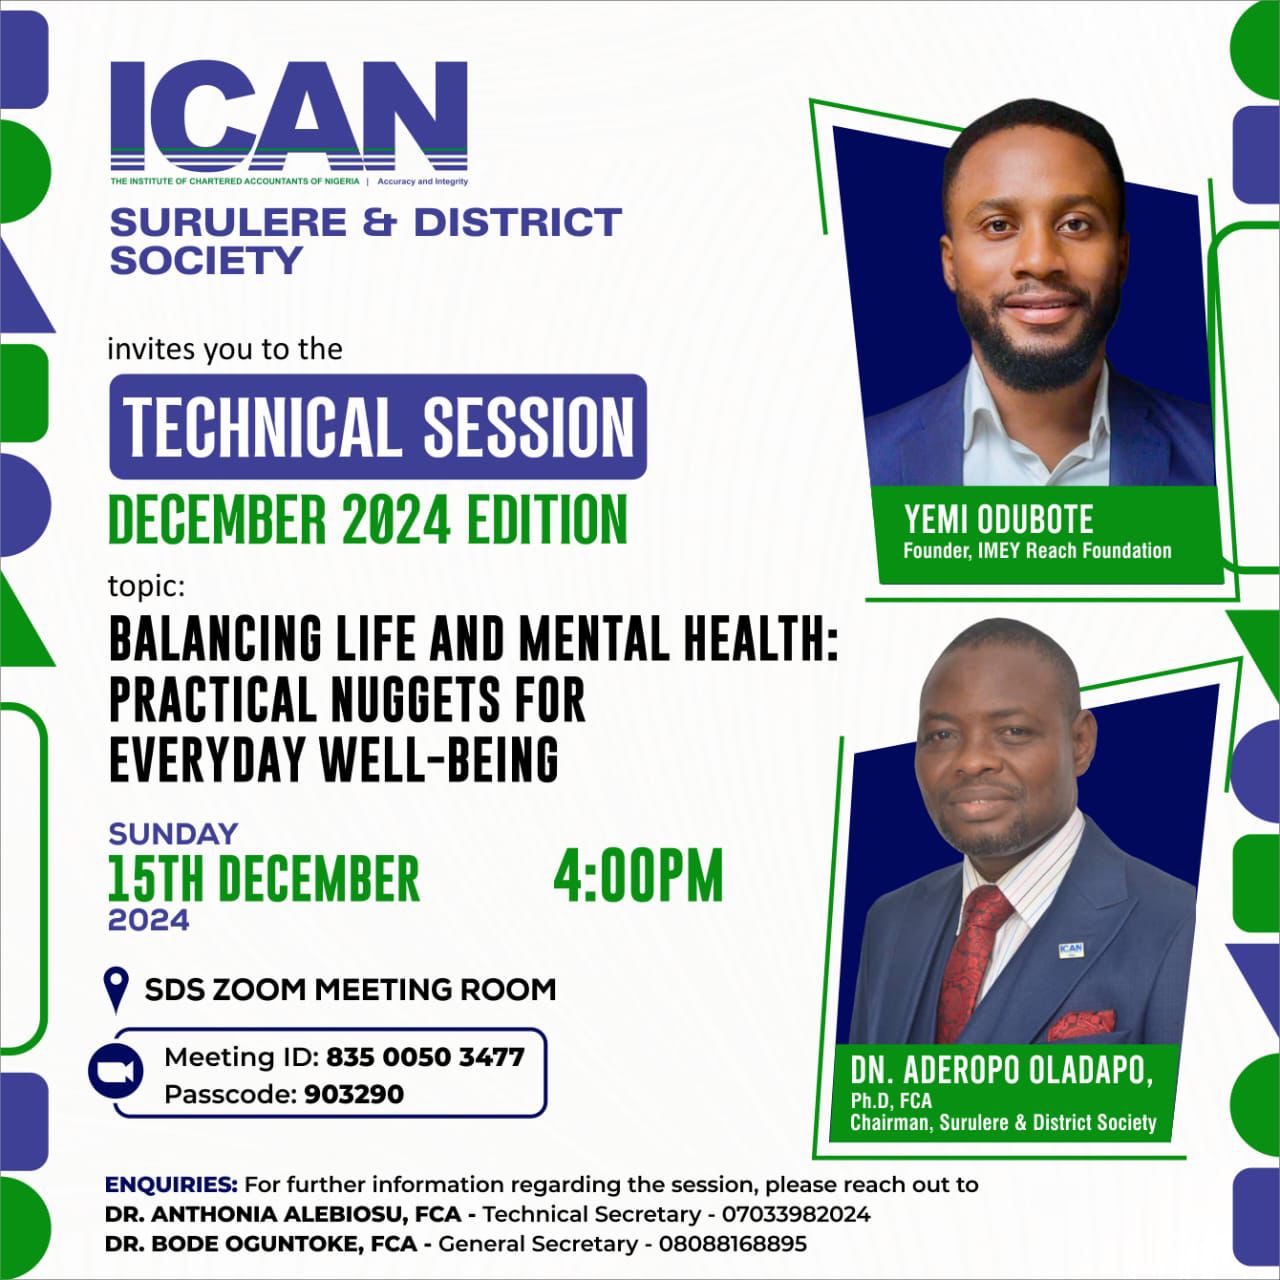 ICAN
THE INSTITUTE OF CHARTERED ACCOUNTANTS OF NIGERIA | Accuracy and Integrity
SURULERE & DISTRICT
SOCIETY
invites you to the
TECHNICAL SESSION
DECEMBER 2024 EDITION
topic:
BALANCING LIFE AND MENTAL HEALTH:
PRACTICAL NUGGETS FOR
EVERYDAY WELL-BEING
SUNDAY
15TH DECEMBER
2024
4:00PM
SDS ZOOM MEETING ROOM
Meeting ID: 835 0050 3477
Passcode: 903290
YEMI ODUBOTE
Founder, IMEY Reach Foundation
ICAN
DN. ADEROPO OLADAPO,
Ph.D, FCA
Chairman, Surulere & District Society
ENQUIRIES: For further information regarding the session, please reach out to
DR. ANTHONIA ALEBIOSU, FCA - Technical Secretary - 07033982024
DR. BODE OGUNTOKE, FCA - General Secretary - 08088168895